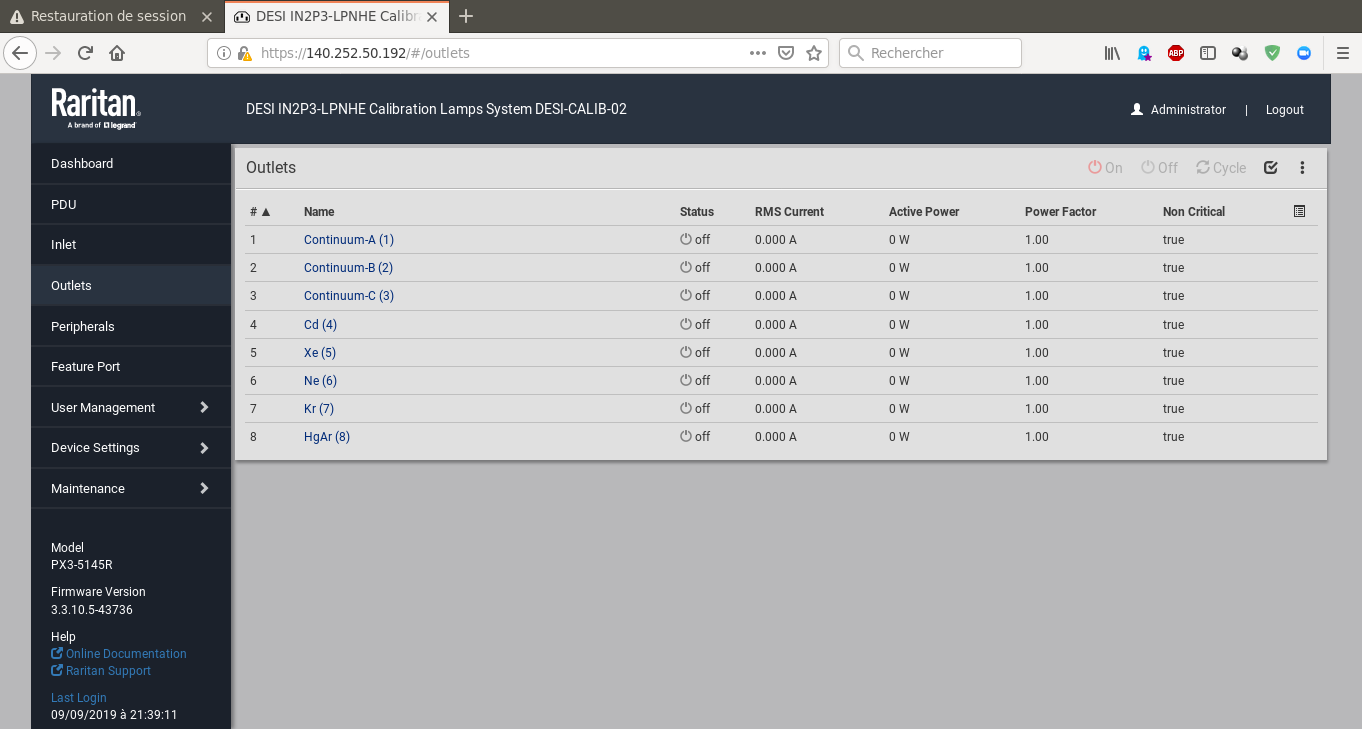 Restauration de session
DESI IN2P3-LPNHE Calibr
https://140.252.50.192/#/outlets
Rechercher
ABP
Raritan
A brand of legrand
DESI IN2P3-LPNHE Calibration Lamps System DESI-CALIB-02
Administrator | Logout
Dashboard
PDU
Inlet
Outlets
Peripherals
Feature Port
User Management
Device Settings
Maintenance
Model
PX3-5145R
Firmware Version
3.3.10.5-43736
Help
Online Documentation
Raritan Support
Last Login
09/09/2019 à 21:39:11
Outlets
On Off Cycle
# ▲ Name Status RMS Current Active Power Power Factor Non Critical
1 Continuum-A (1) off 0.000 A 0 W 1.00 true
2 Continuum-B (2) off 0.000 A 0 W 1.00 true
3 Continuum-C (3) off 0.000 A 0 W 1.00 true
4 Cd (4) off 0.000 A 0 W 1.00 true
5 Xe (5) off 0.000 A 0 W 1.00 true
6 Ne (6) off 0.000 A 0 W 1.00 true
7 Kr (7) off 0.000 A 0 W 1.00 true
8 HgAr (8) off 0.000 A 0 W 1.00 true